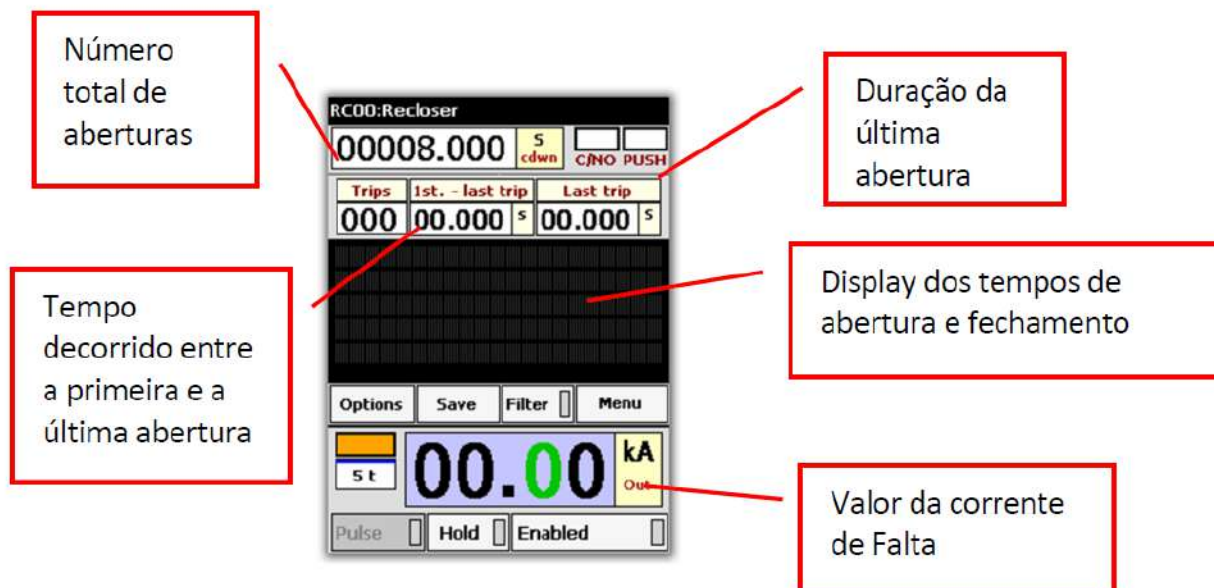 Número
total de
aberturas
Duração da
última
abertura
RC00:Recloser
00008.000 S cdwn C/NO PUSH
Trips 1st. - last trip Last trip
000 00.000 s 00.000 s
Tempo
decorrido entre
a primeira e a
última abertura
Display dos tempos de
abertura e fechamento
Options Save Filter Menu
5 t 00.00 kA Out
Pulse Hold Enabled
Valor da corrente
de Falta